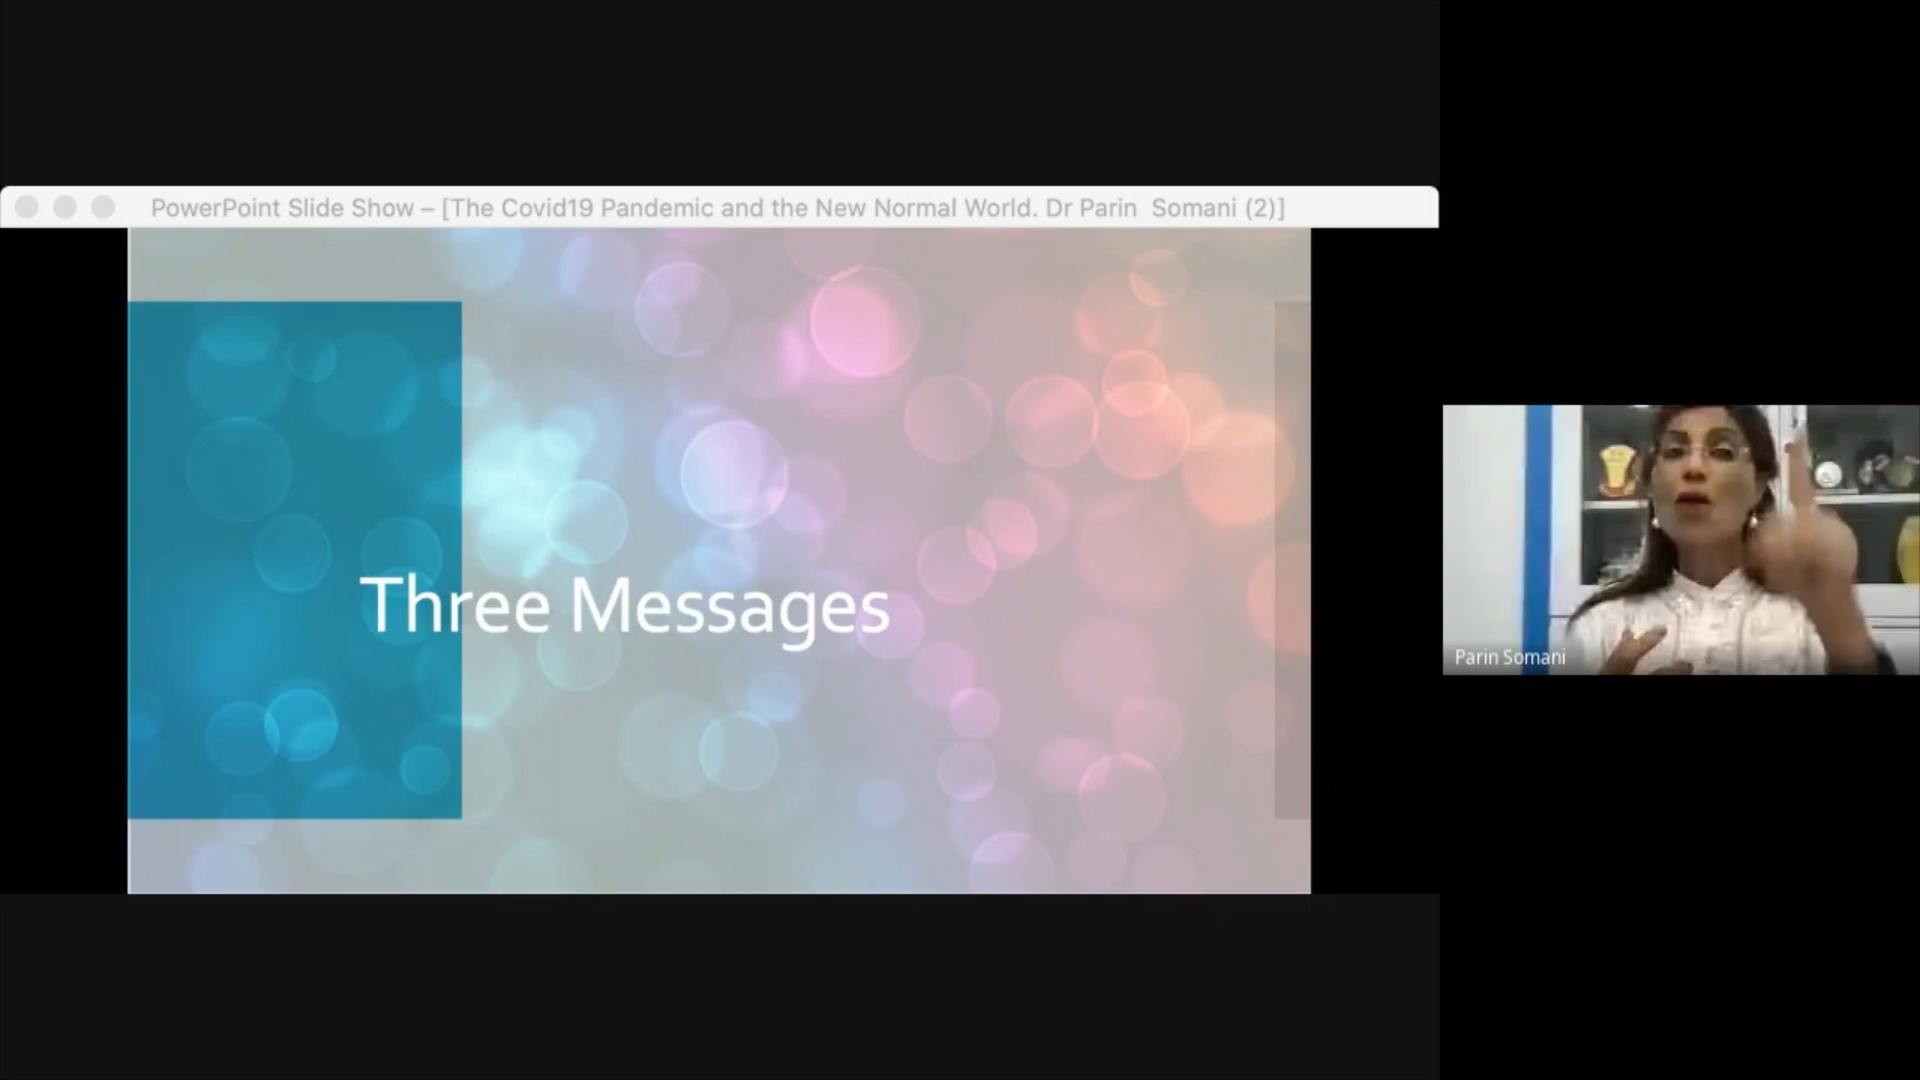 PowerPoint Slide Show – [The Covid19 Pandemic and the New Normal World. Dr Parin  Somani (2)]
Three Messages
Parin Somani